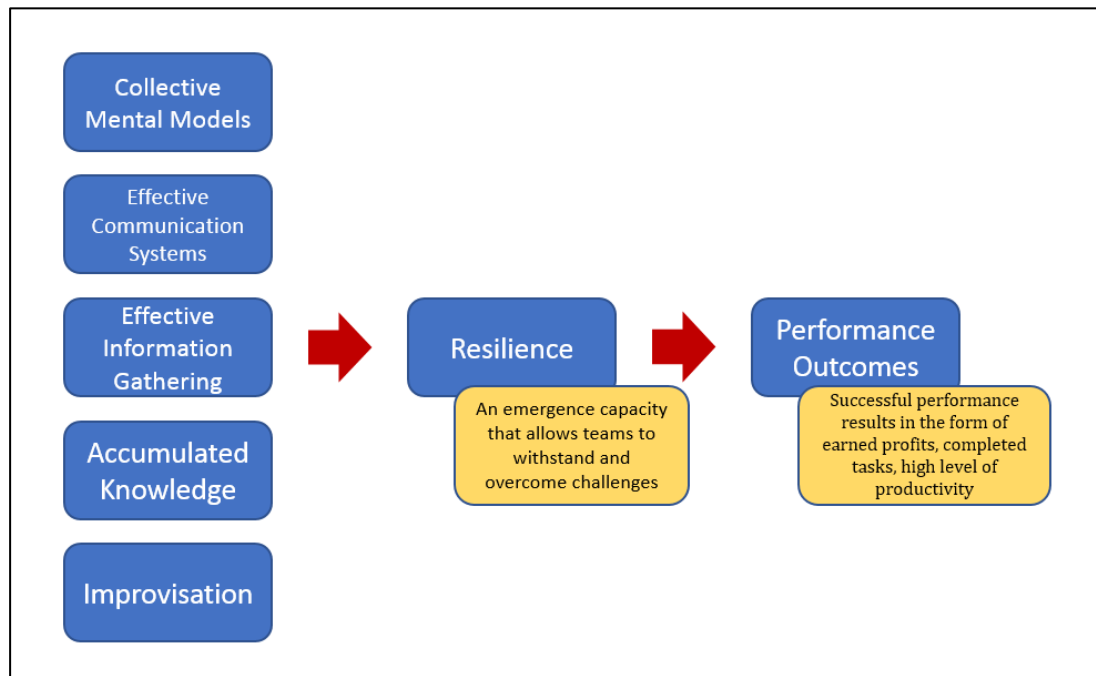 Collective
Mental Models
Effective
Communication
Systems
Effective
Information
Gathering
Accumulated
Knowledge
Improvisation
Resilience
An emergence capacity
that allows teams to
withstand and
overcome challenges
Performance
Outcomes
Successful performance
results in the form of
earned profits, completed
tasks, high level of
productivity